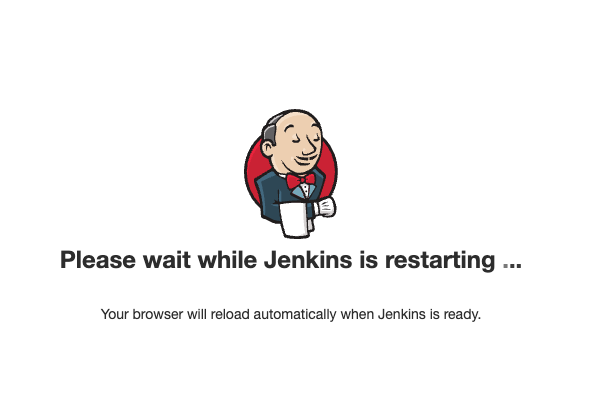 Please wait while Jenkins is restarting ...
Your browser will reload automatically when Jenkins is ready.